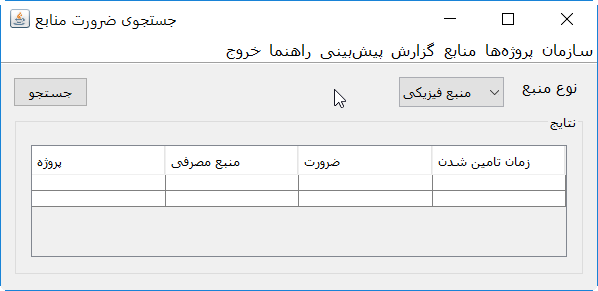 جستجوی ضرورت منابع
سازمان پروژه‌ها منابع گزارش پیش‌بینی راهنما خروج
نوع منبع منبع فیزیکی جستجو
نتایج
زمان تامین شدن ضرورت منبع مصرفی پروژه